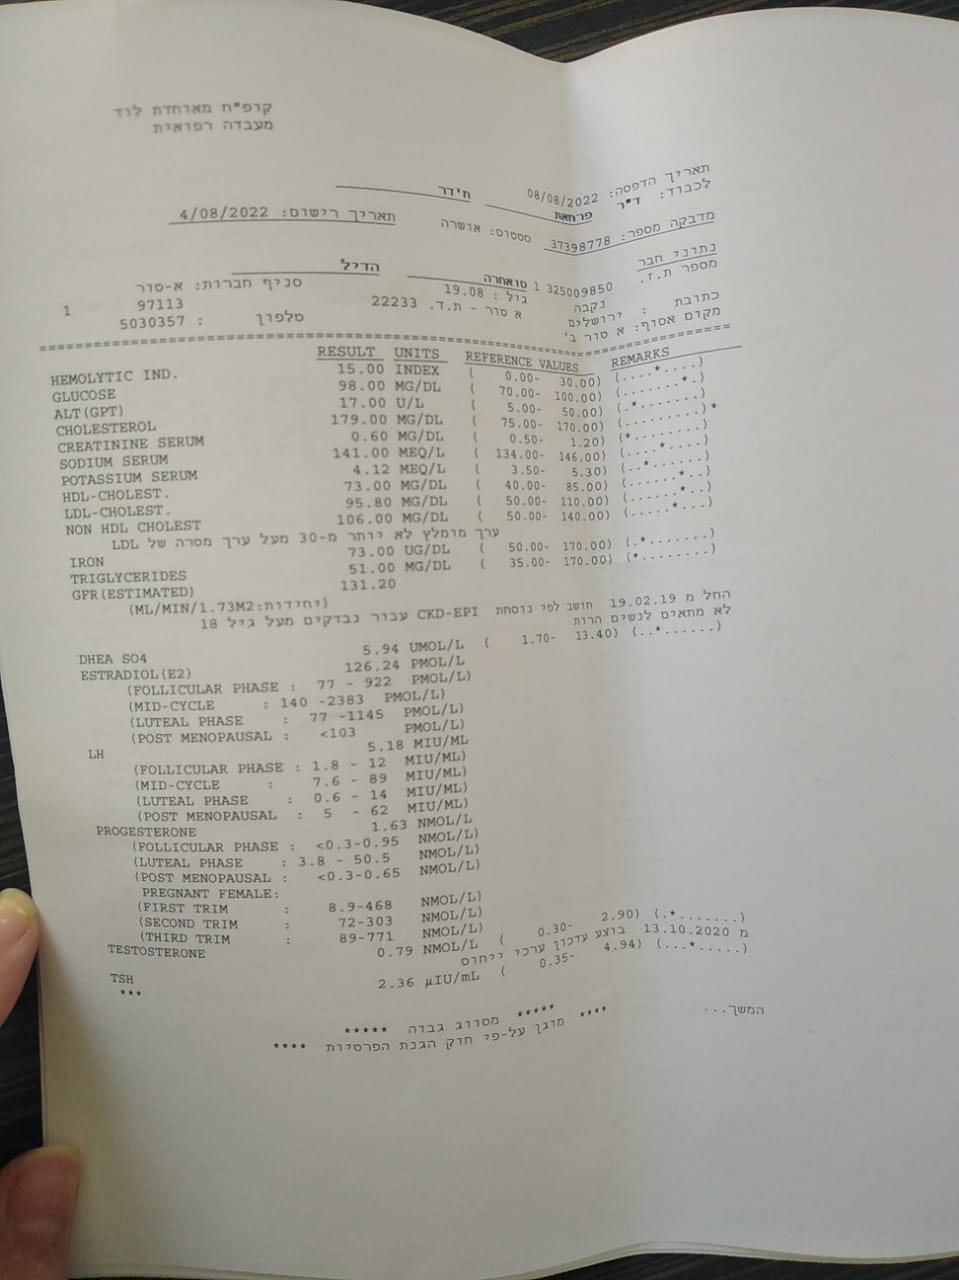 קופ"ח מאוחדת לוד
מעבדה רפואית
תאריך הדפסה: 08/08/2022
לכבוד: ד"ר פרחאת חידר
מדבקה מספר: 37398778 סטטוס: אושרה תאריך רישום: 4/08/2022
נתוני חבר
מספר ת.ז. 1 325009850 סואחרה הדיל
נקבה גיל : 19.08 סניף חברות: א-סור
כתובת : ירושלים א סור - ת.ד. 22233 97113 1
מקום אסוף: א סור ב' טלפון : 5030357
RESULT UNITS REFERENCE VALUES REMARKS
HEMOLYTIC IND. 15.00 INDEX ( 0.00- 30.00) (....*....)
GLUCOSE 98.00 MG/DL ( 70.00- 100.00) (.......*.)
ALT(GPT) 17.00 U/L ( 5.00- 50.00) (.*.......)
CHOLESTEROL 179.00 MG/DL ( 75.00- 170.00) (.........)*
CREATININE SERUM 0.60 MG/DL ( 0.50- 1.20) (*........)
SODIUM SERUM 141.00 MEQ/L ( 134.00- 146.00) (....*....)
POTASSIUM SERUM 4.12 MEQ/L ( 3.50- 5.30) (..*......)
HDL-CHOLEST. 73.00 MG/DL ( 40.00- 85.00) (......*..)
LDL-CHOLEST. 95.80 MG/DL ( 50.00- 110.00) (......*..)
NON HDL CHOLEST 106.00 MG/DL ( 50.00- 140.00) (.....*...)
ערך מומלץ לא יותר מ-30 מעל ערך מטרה של LDL
IRON 73.00 UG/DL ( 50.00- 170.00) (.*.......)
TRIGLYCERIDES 51.00 MG/DL ( 35.00- 170.00) (*........)
GFR(ESTIMATED) 131.20
(יחידות:ML/MIN/1.73M2)
החל מ 19.02.19 חושב לפי נוסחת CKD-EPI עבור נבדקים מעל גיל 18
לא מתאים לנשים הרות
DHEA SO4 5.94 UMOL/L ( 1.70- 13.40) (..*......)
ESTRADIOL(E2) 126.24 PMOL/L
(FOLLICULAR PHASE : 77 - 922 PMOL/L)
(MID-CYCLE : 140 -2383 PMOL/L)
(LUTEAL PHASE : 77 -1145 PMOL/L)
(POST MENOPAUSAL : <103 PMOL/L)
LH 5.18 MIU/ML
(FOLLICULAR PHASE : 1.8 - 12 MIU/ML)
(MID-CYCLE : 7.6 - 89 MIU/ML)
(LUTEAL PHASE : 0.6 - 14 MIU/ML)
(POST MENOPAUSAL : 5 - 62 MIU/ML)
PROGESTERONE 1.63 NMOL/L
(FOLLICULAR PHASE : <0.3-0.95 NMOL/L)
(LUTEAL PHASE : 3.8 - 50.5 NMOL/L)
(POST MENOPAUSAL : <0.3-0.65 NMOL/L)
PREGNANT FEMALE:
(FIRST TRIM : 8.9-468 NMOL/L)
(SECOND TRIM : 72-303 NMOL/L)
(THIRD TRIM : 89-771 NMOL/L)
TESTOSTERONE 0.79 NMOL/L ( 0.30- 2.90) (.*.......)
מ 13.10.2020 בוצע עדכון ערכי ייחוס
TSH 2.36 µIU/mL ( 0.35- 4.94) (...*.....)
***
המשך...
***** מסווג גבוה *****
**** מוגן על-פי חוק הגנת הפרטיות ****